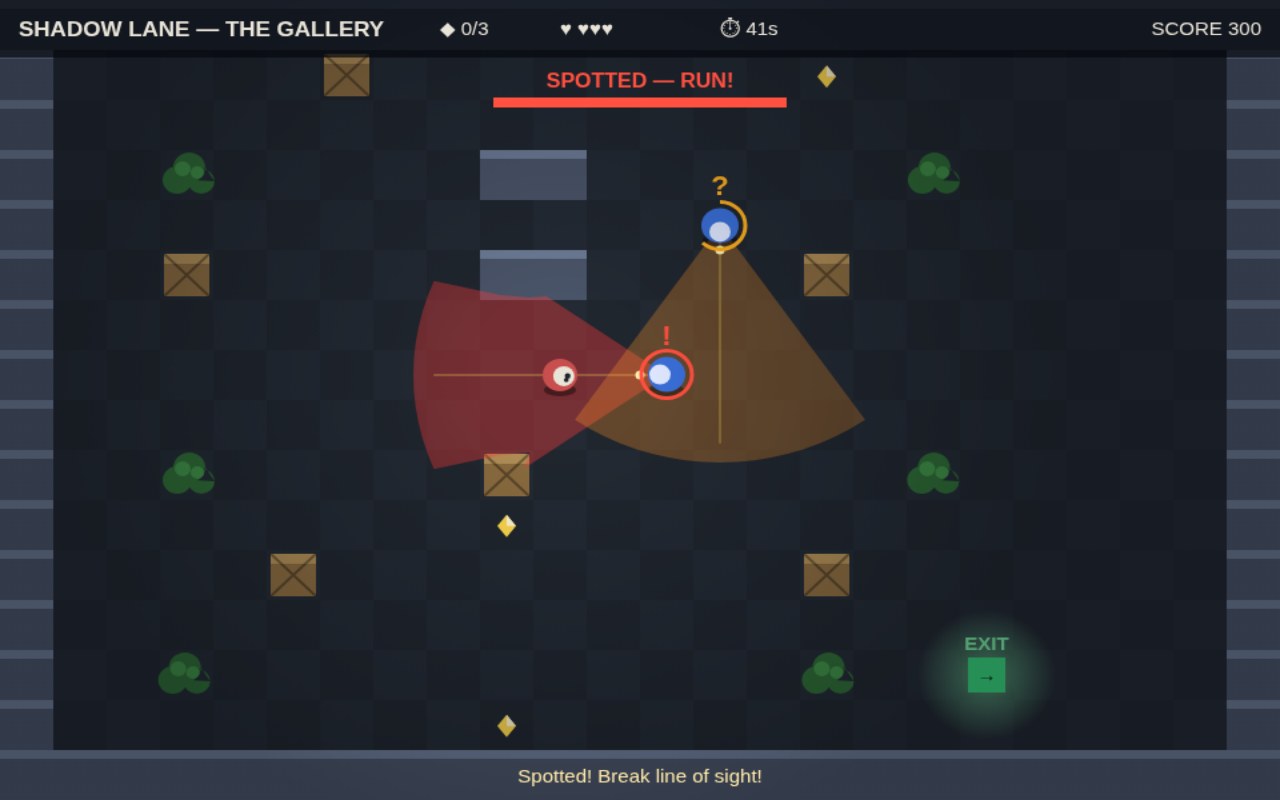 SHADOW LANE — THE GALLERY ◆ 0/3 ♥ ♥♥♥ ⏱ 41s SCORE 300
SPOTTED — RUN!
?
!
EXIT
→
Spotted! Break line of sight!